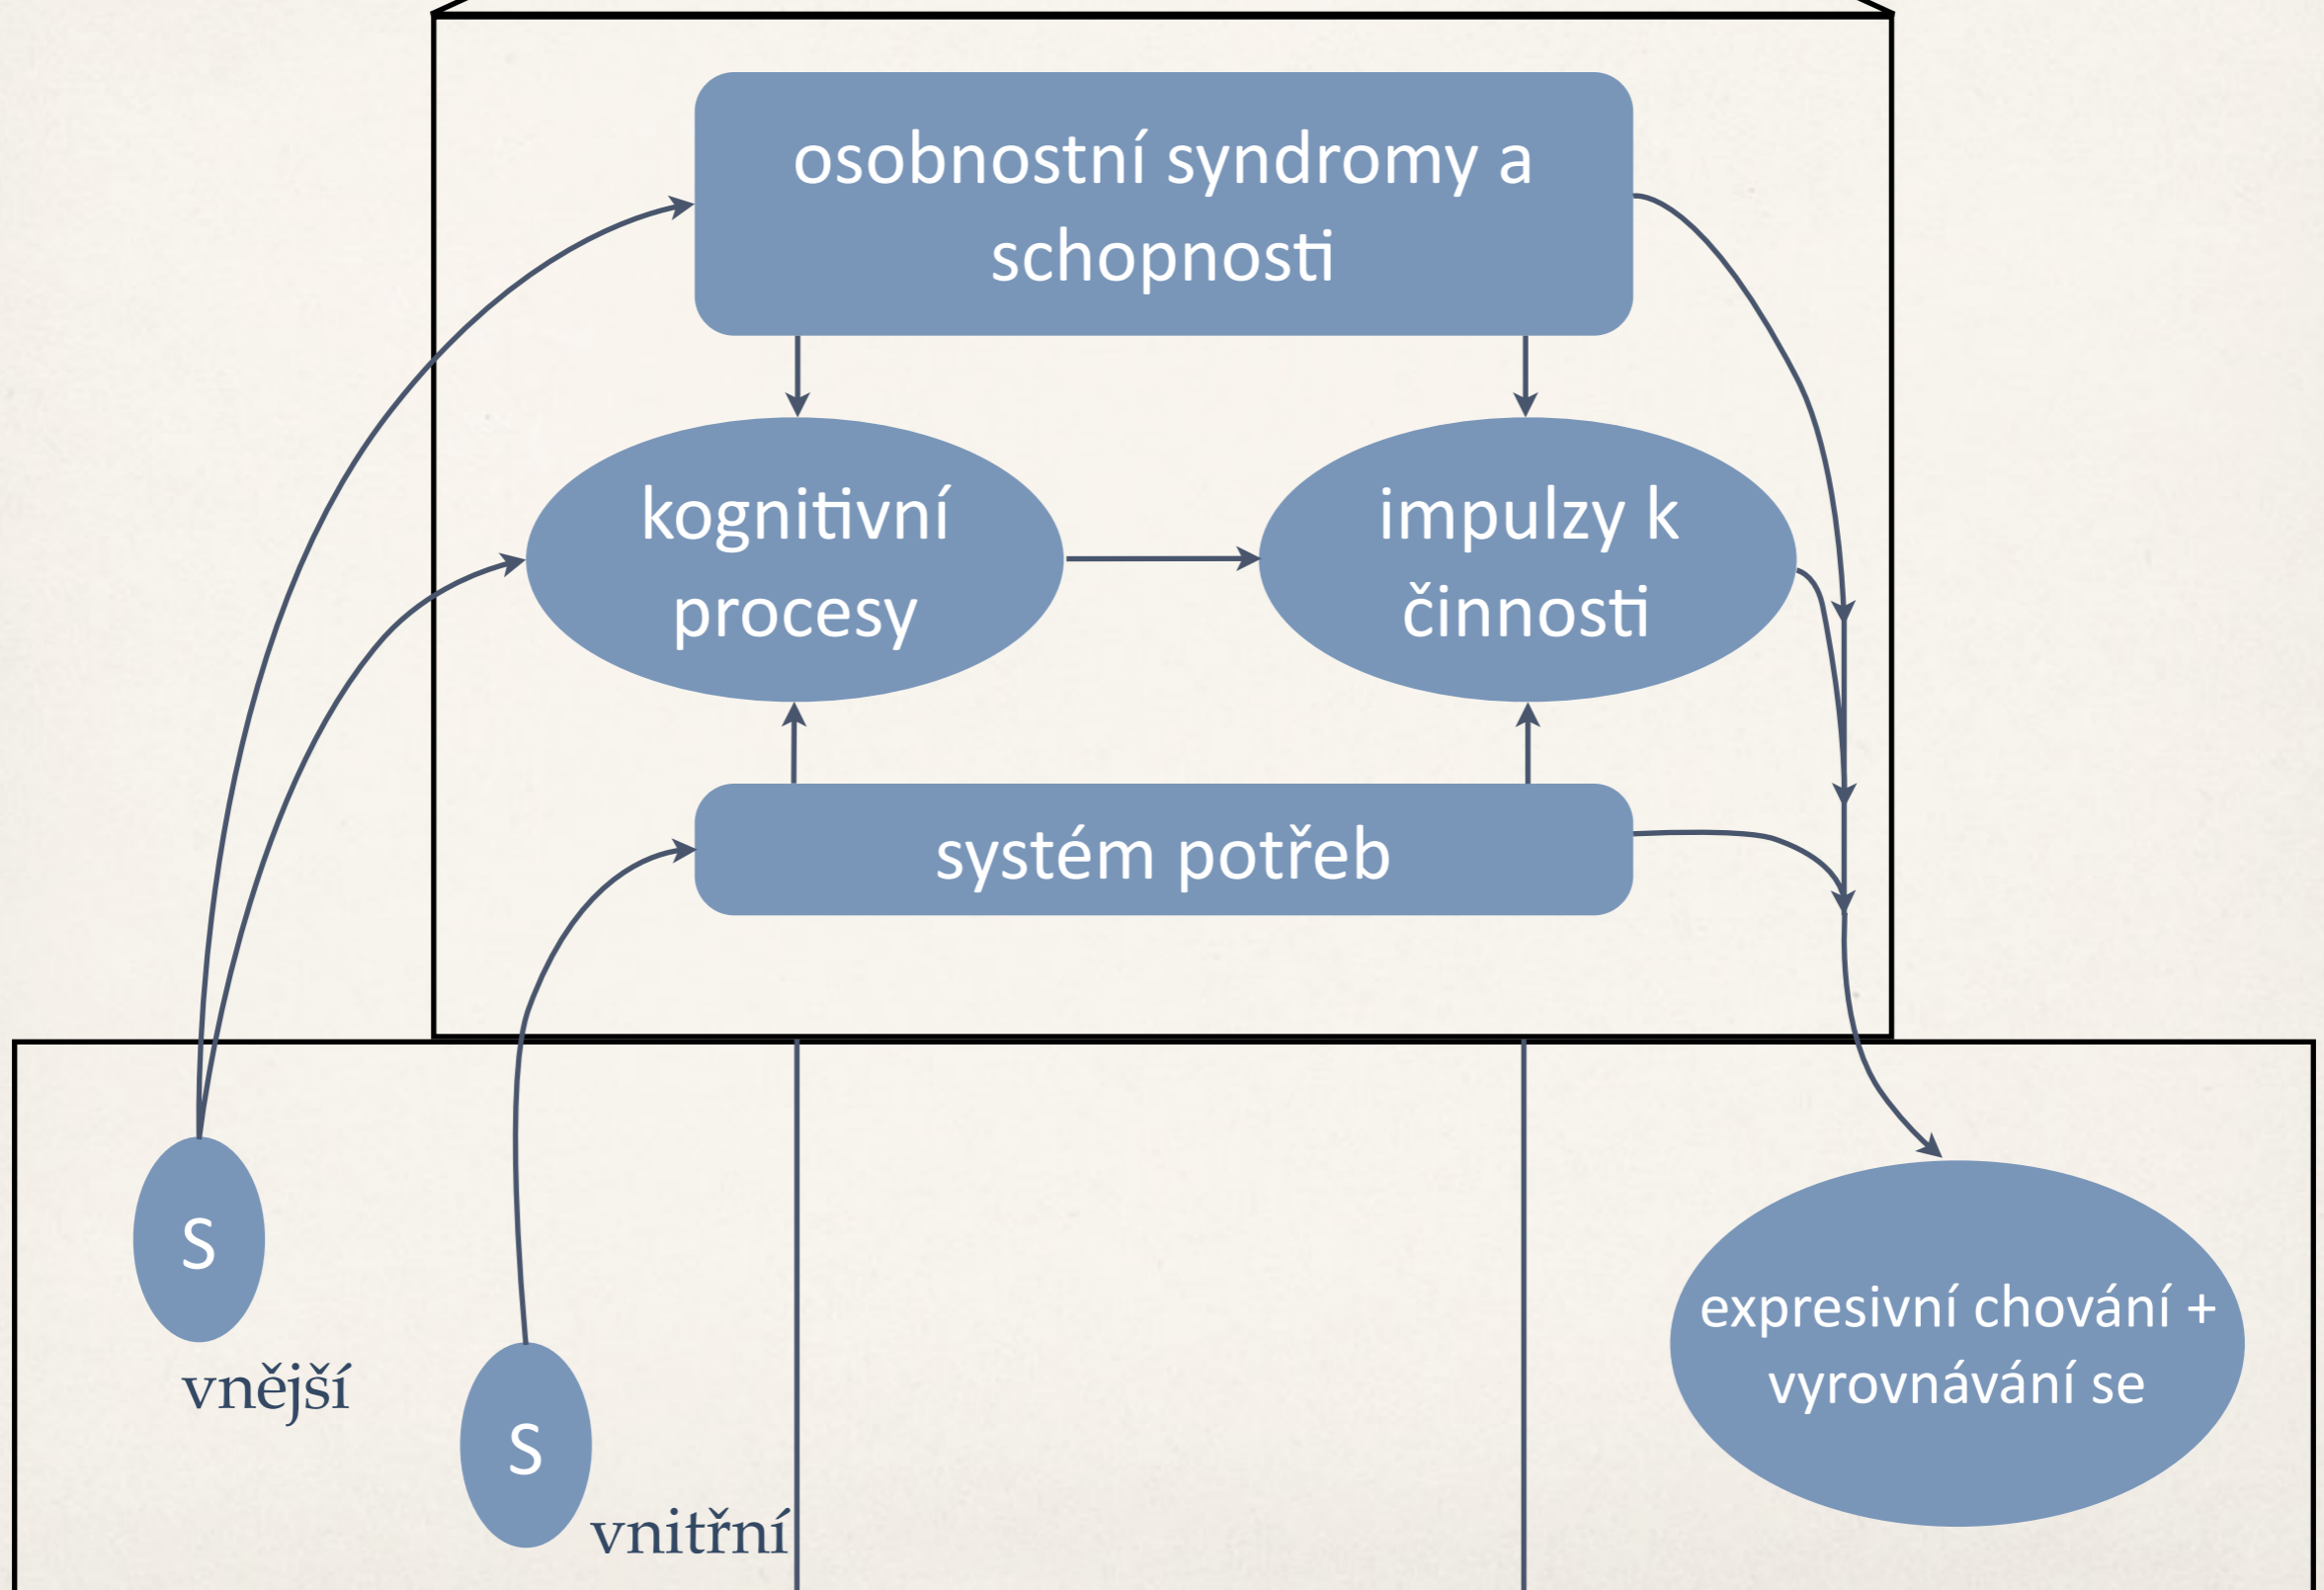 osobnostní syndromy a
schopnosti
kognitivní
procesy
impulzy k
činnosti
systém potřeb
S
vnější
S
vnitřní
expresivní chování +
vyrovnávání se